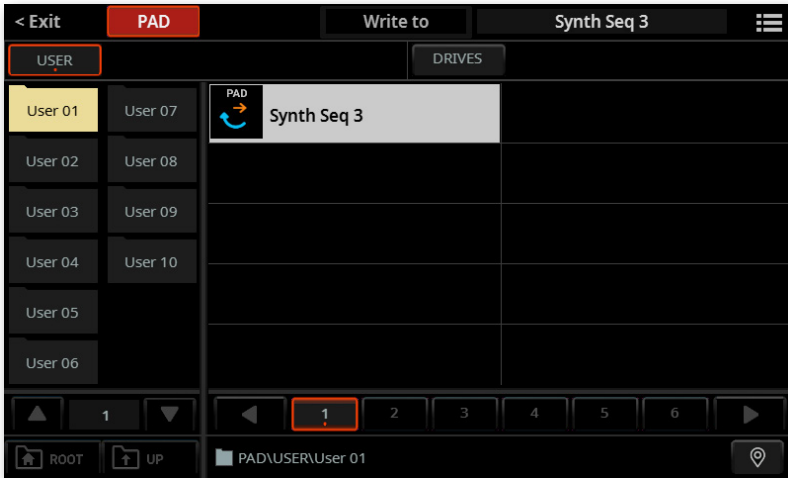 < Exit PAD Write to Synth Seq 3
USER DRIVES
User 01 User 07 PAD Synth Seq 3
User 02 User 08
User 03 User 09
User 04 User 10
User 05
User 06
1 1 2 3 4 5 6
ROOT UP PAD\USER\User 01